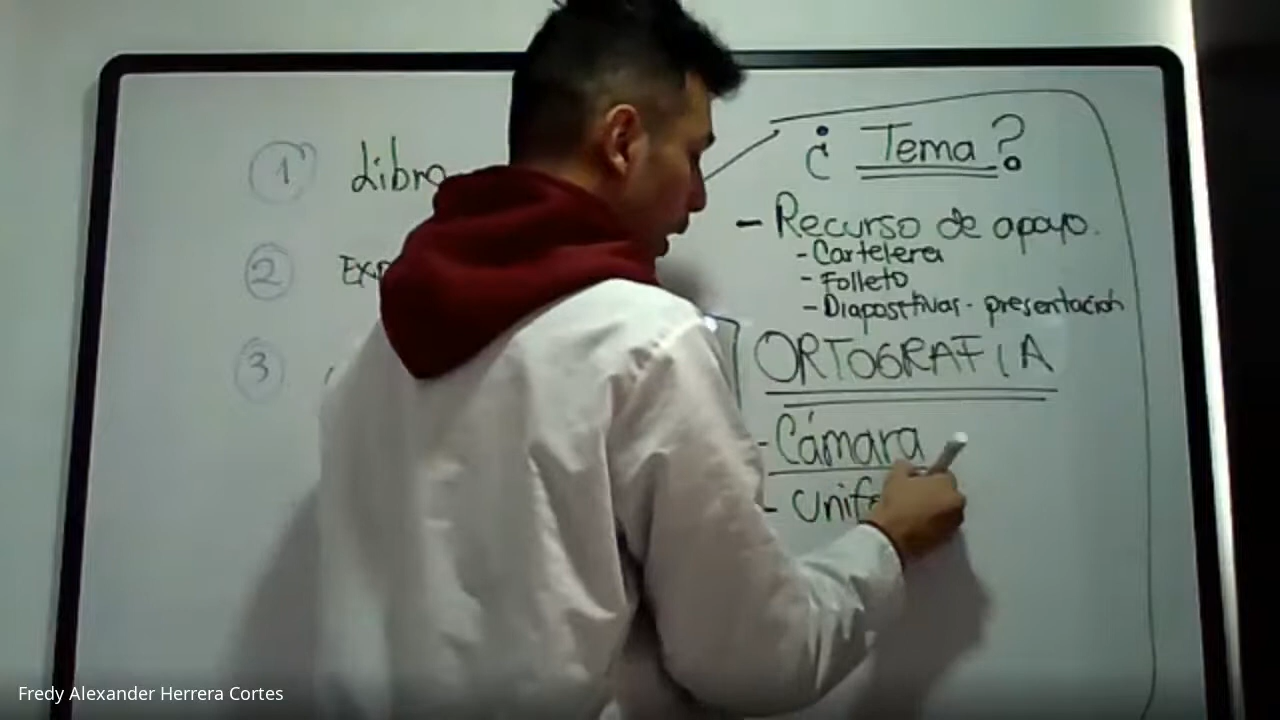 1 Libro
2
3
¿Tema?
- Recurso de apoyo.
- Cartelera
- Folleto
- Diapositivas - presentación
ORTOGRAFIA
- Cámara
Fredy Alexander Herrera Cortes